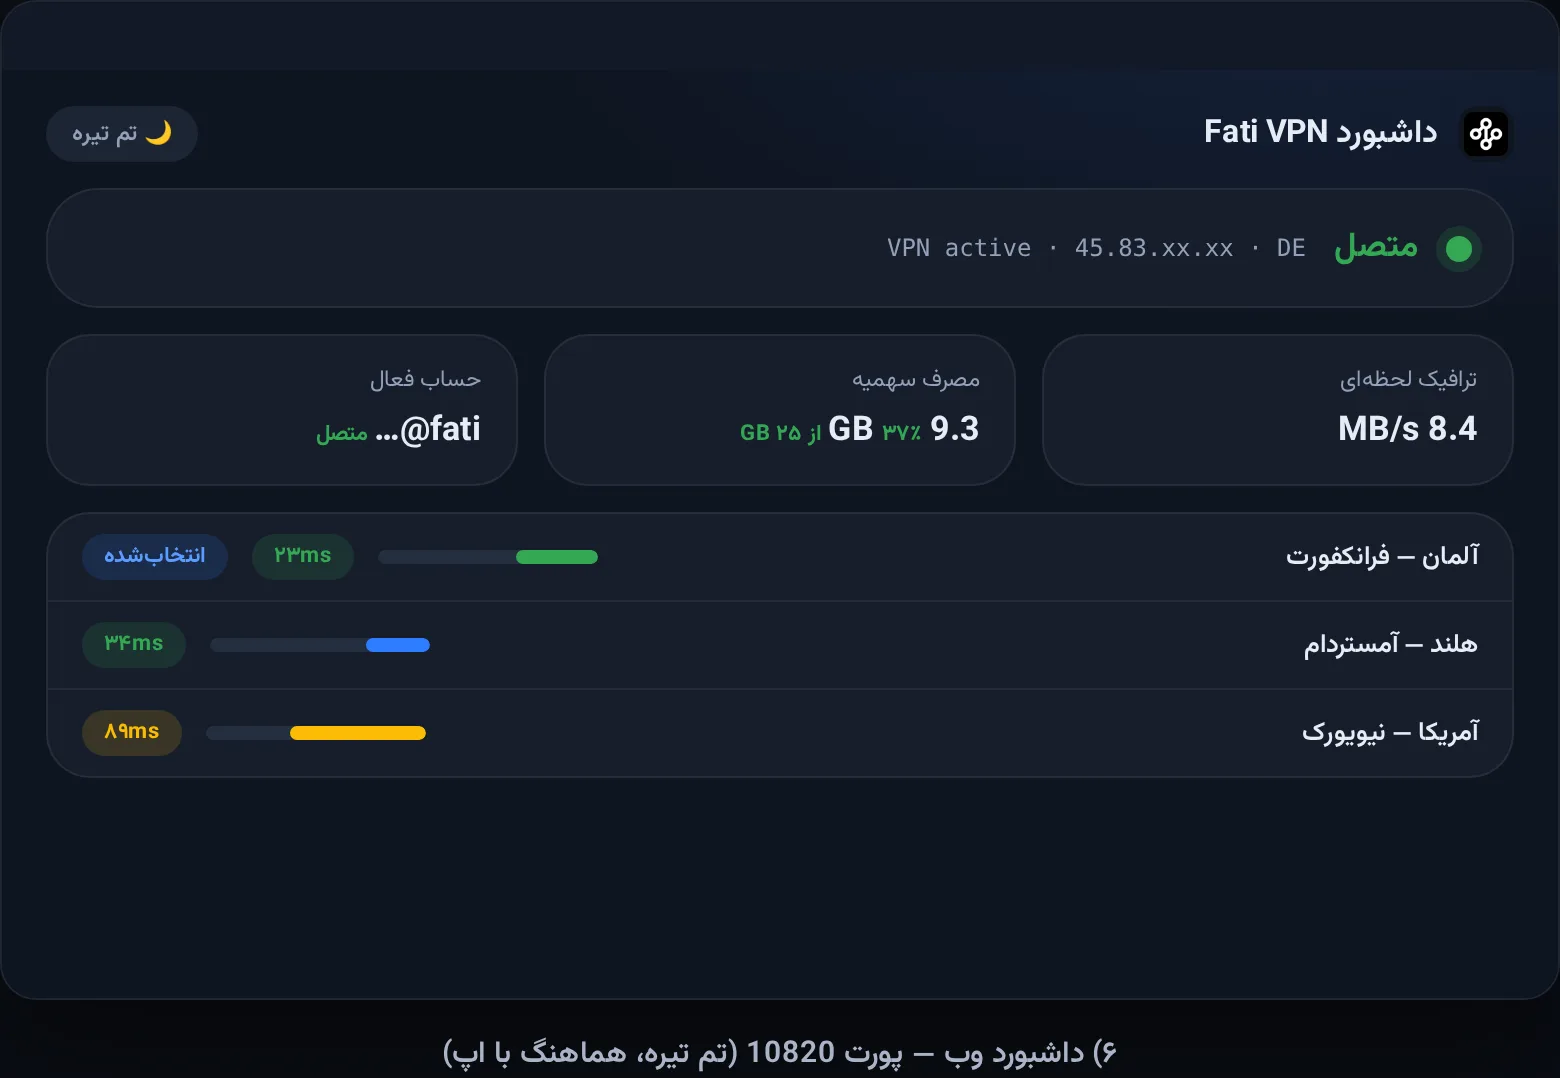 داشبورد Fati VPN
🌙 تم تیره
متصل VPN active · 45.83.xx.xx · DE
ترافیک لحظه‌ای
8.4 MB/s
مصرف سهمیه
9.3 GB ۳۷٪ از ۲۵ GB
حساب فعال
@fati… متصل
آلمان — فرانکفورت ۲۳ms انتخاب‌شده
هلند — آمستردام ۳۴ms
آمریکا — نیویورک ۸۹ms
۶) داشبورد وب — پورت 10820 (تم تیره، هماهنگ با اپ)